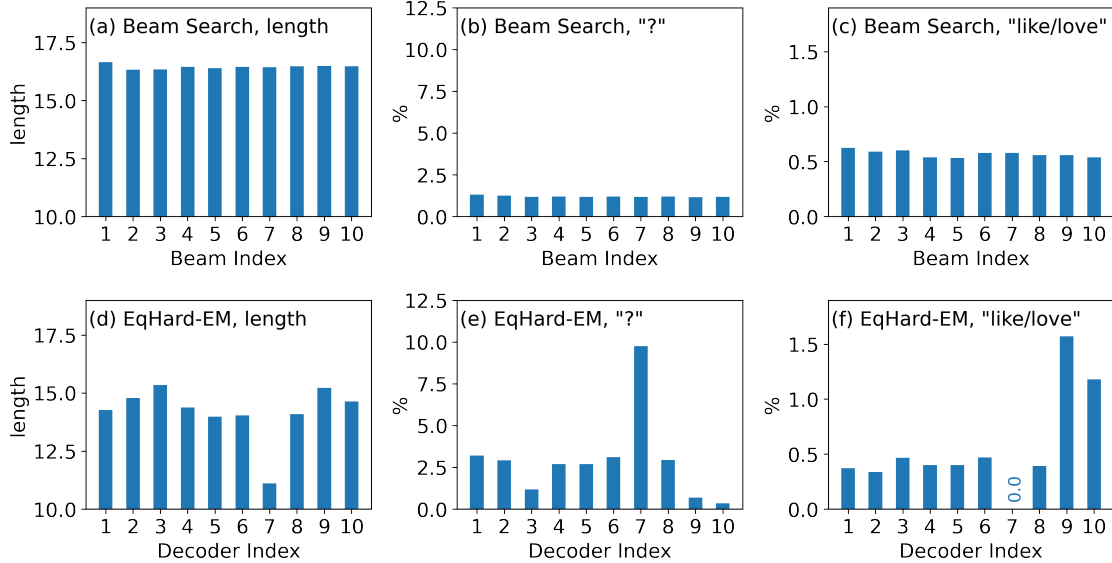 (a) Beam Search, length
17.5
15.0
12.5
10.0
length
1 2 3 4 5 6 7 8 9 10
Beam Index
(b) Beam Search, "?"
12.5
10.0
7.5
5.0
2.5
0.0
%
1 2 3 4 5 6 7 8 9 10
Beam Index
(c) Beam Search, "like/love"
1.5
1.0
0.5
0.0
%
1 2 3 4 5 6 7 8 9 10
Beam Index
(d) EqHard-EM, length
17.5
15.0
12.5
10.0
length
1 2 3 4 5 6 7 8 9 10
Decoder Index
(e) EqHard-EM, "?"
12.5
10.0
7.5
5.0
2.5
0.0
%
1 2 3 4 5 6 7 8 9 10
Decoder Index
(f) EqHard-EM, "like/love"
1.5
1.0
0.5
0.0
%
0.0
1 2 3 4 5 6 7 8 9 10
Decoder Index